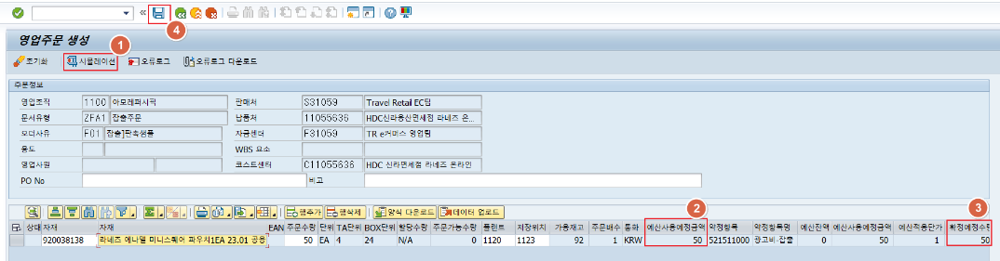 «
4
영업주문 생성
1
초기화 시뮬레이션 오류로그 오류로그 다운로드
주문정보
영업조직 1100 아모레퍼시픽 판매처 S31059 Travel Retail EC팀
문서유형 ZFA1 잡출주문 납품처 11055636 HDC신라용산면세점 라네즈 온...
오더사유 F01 잡출]판촉샘플 자금센터 F31059 TR e커머스 영업팀
용도 WBS 요소
영업사원 코스트센터 C11055636 HDC 신라면세점 라네즈 온라인
PO No 비고
2 3
행추가 행삭제 양식 다운로드 데이터 업로드
상태 자재 자재 EAN 주문수량 단위 TA단위 BOX단위 할당수량 주문가능수량 플랜트 저장위치 가용재고 주문배수 통화 예산사용예정금액 약정항목 약정항목명 예산잔액 예산사용예정금액 예산적용단가 확정예정수량
920038138 라네즈 에나멜 미니스퀘어 파우치1EA 23.01 공용 50 EA 4 24 N/A 0 1120 1123 92 1 KRW 50 521511000 광고비-잡출 0 50 1 50